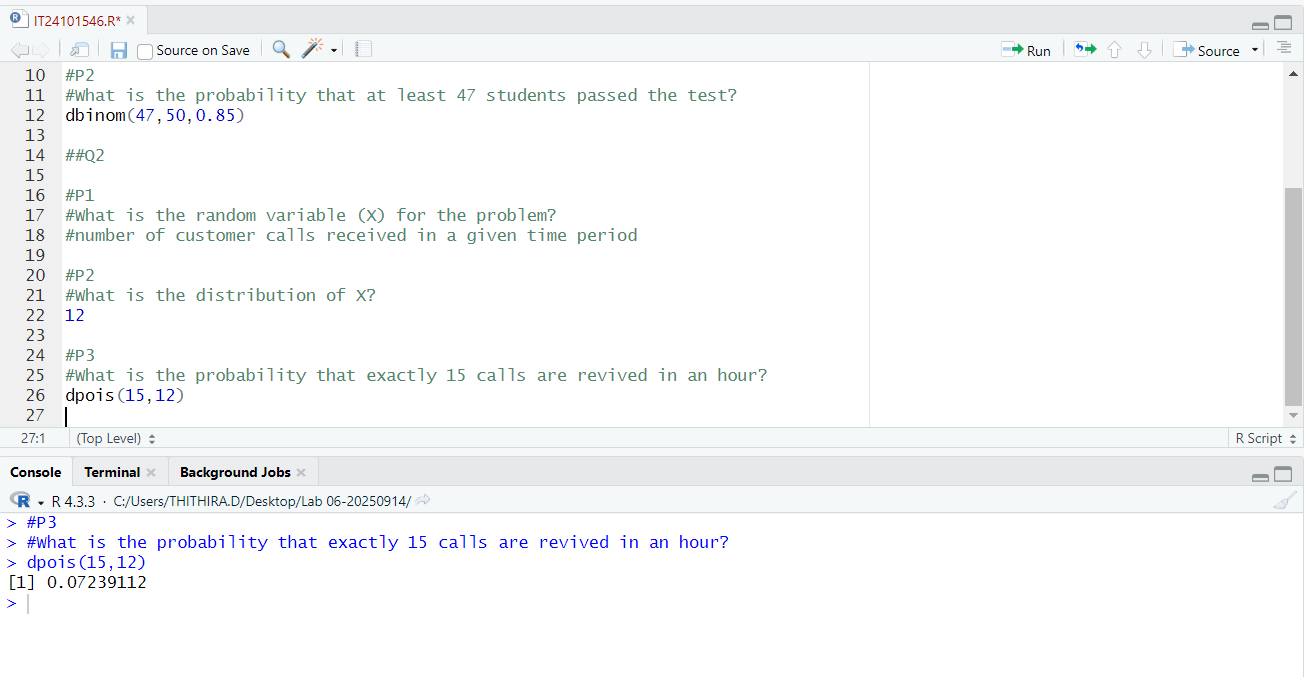 IT24101546.R*
Source on Save
Run
Source
10 #P2
11 #What is the probability that at least 47 students passed the test?
12 dbinom(47,50,0.85)
13
14 ##Q2
15
16 #P1
17 #What is the random variable (X) for the problem?
18 #number of customer calls received in a given time period
19
20 #P2
21 #What is the distribution of X?
22 12
23
24 #P3
25 #What is the probability that exactly 15 calls are revived in an hour?
26 dpois(15,12)
27
27:1 (Top Level) R Script
Console Terminal Background Jobs
R R 4.3.3 · C:/Users/THITHIRA.D/Desktop/Lab 06-20250914/
> #P3
> #What is the probability that exactly 15 calls are revived in an hour?
> dpois(15,12)
[1] 0.07239112
>